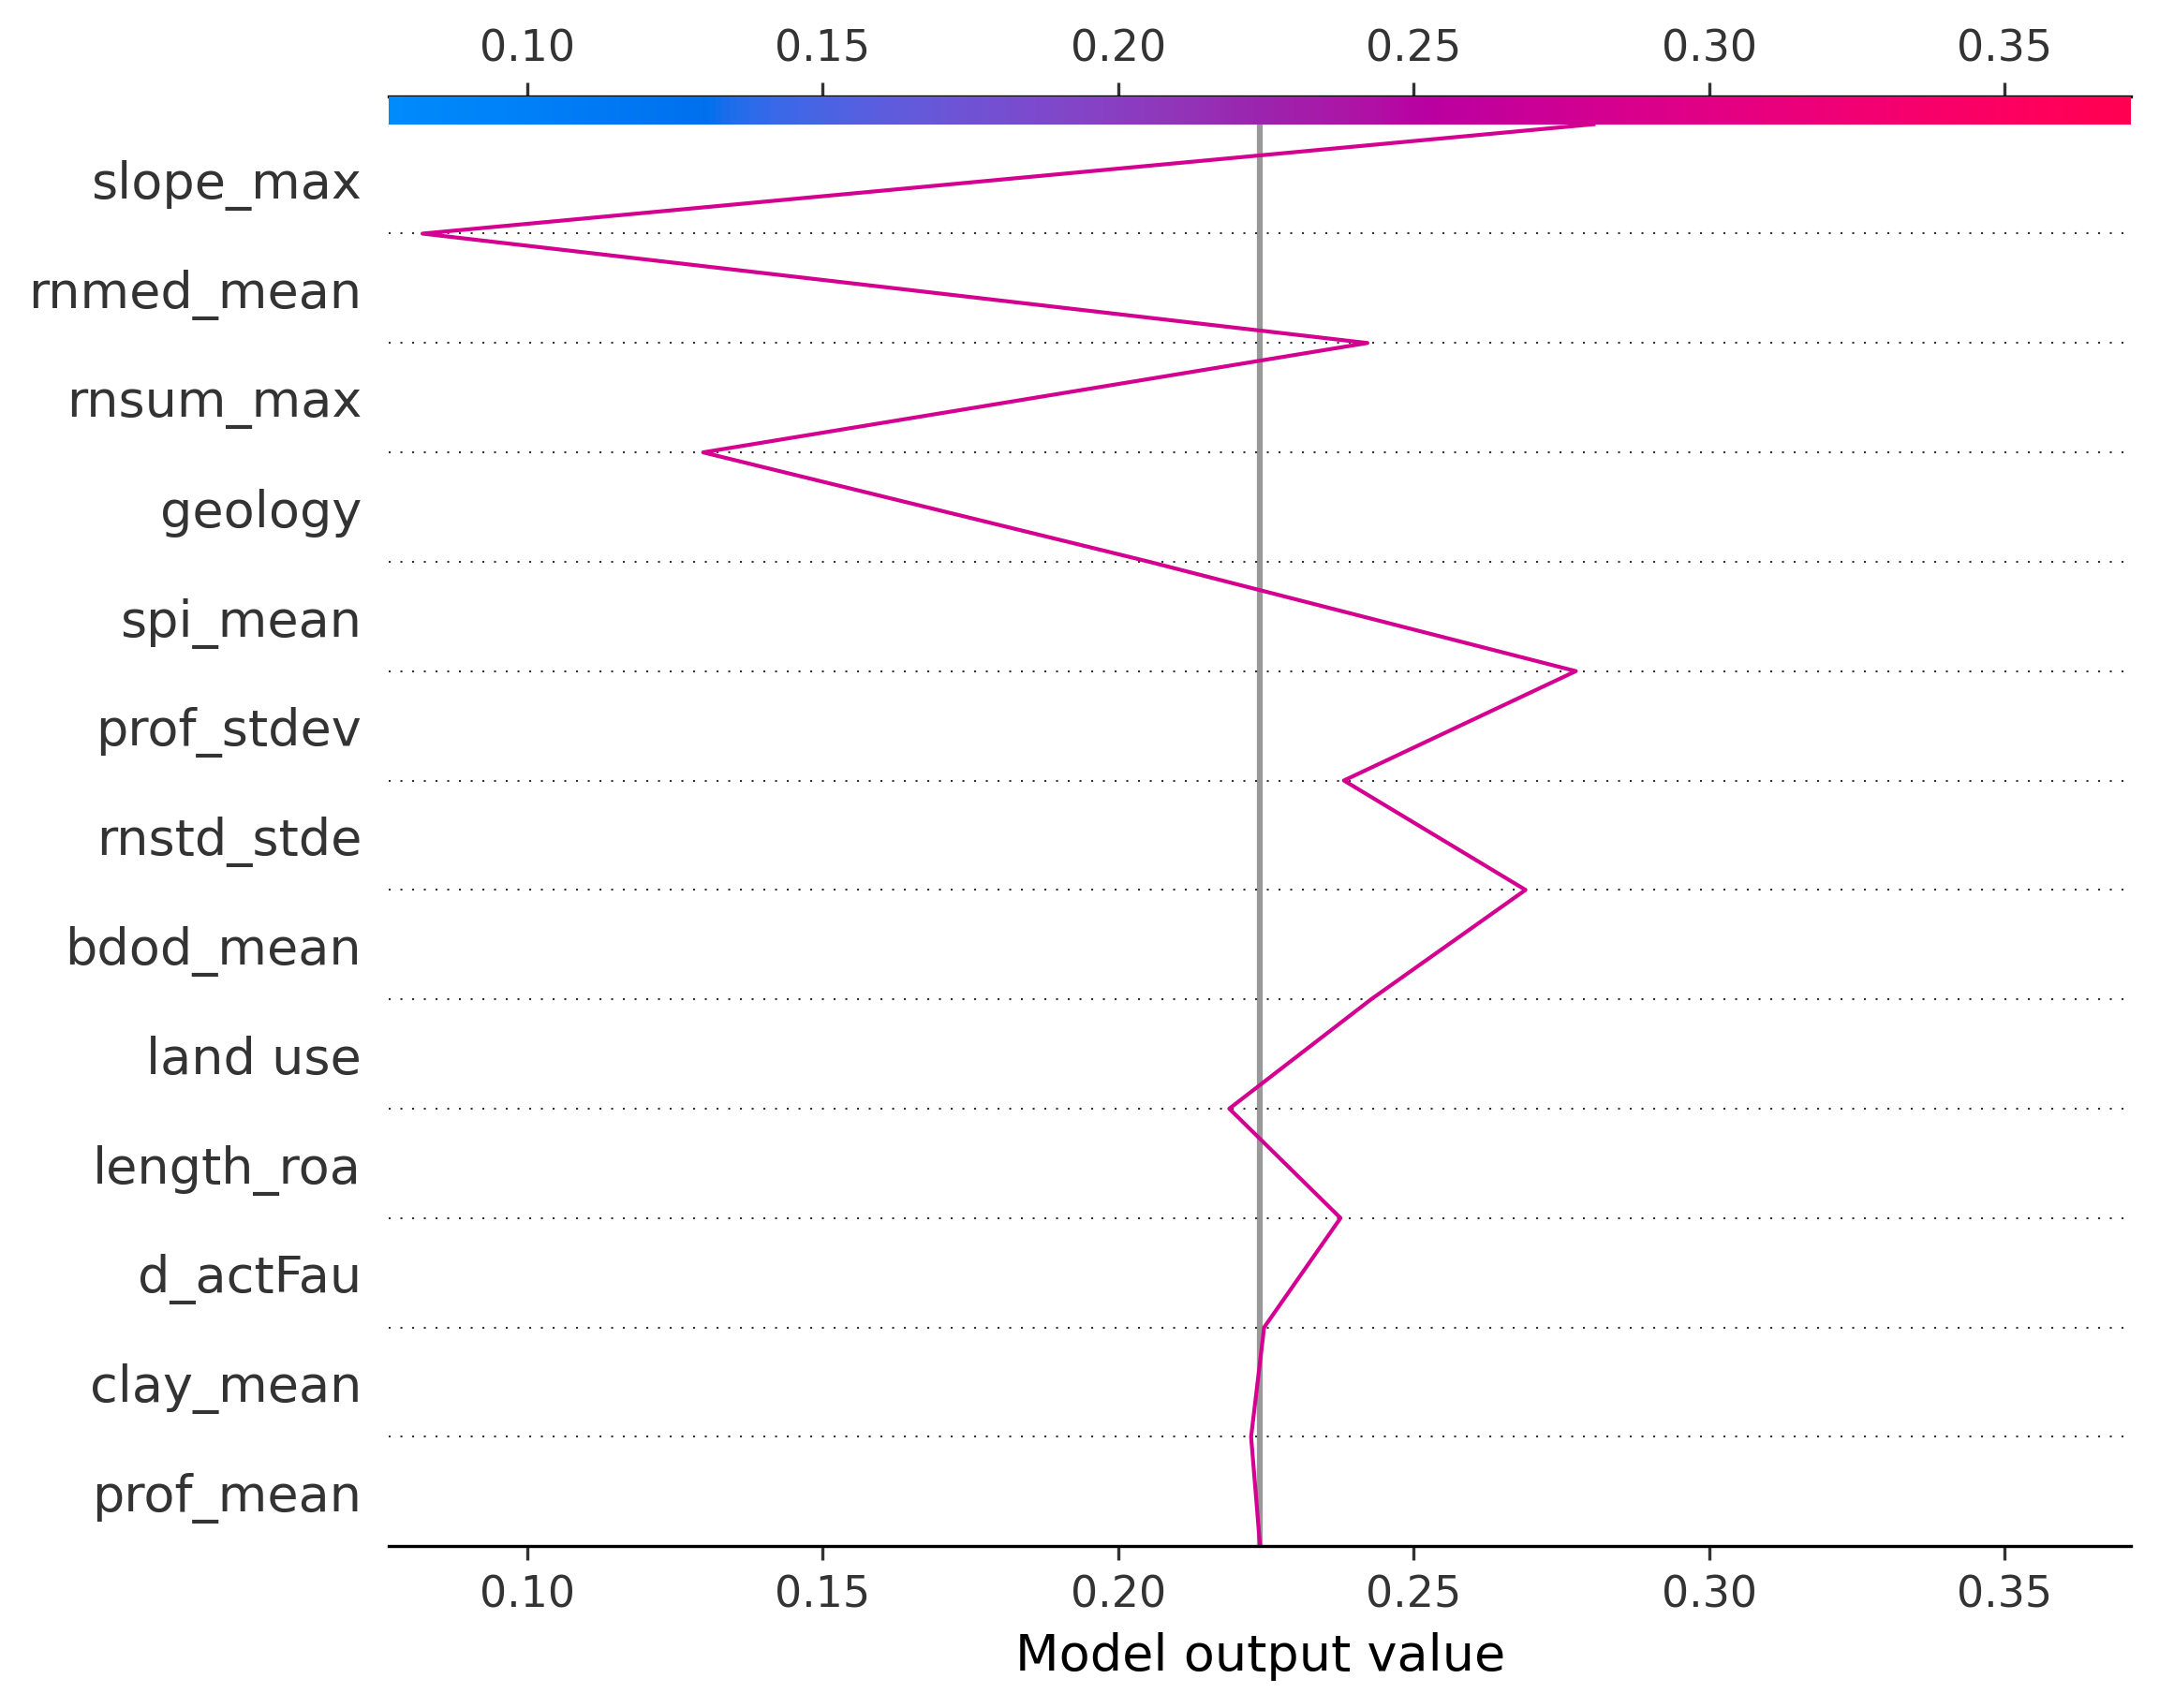 0.10 0.15 0.20 0.25 0.30 0.35
slope_max
rnmed_mean
rnsum_max
geology
spi_mean
prof_stdev
rnstd_stde
bdod_mean
land use
length_roa
d_actFau
clay_mean
prof_mean
0.10 0.15 0.20 0.25 0.30 0.35
Model output value